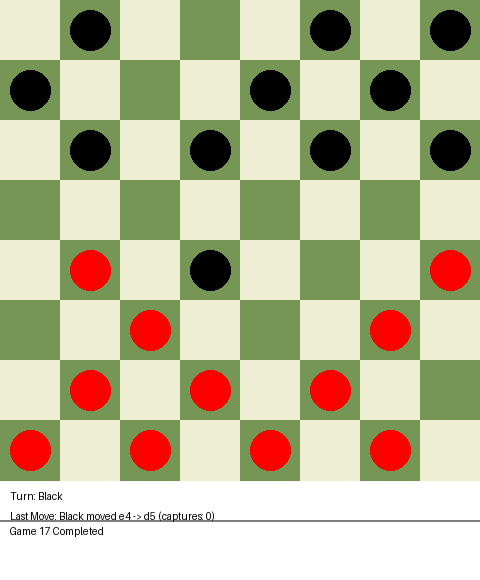 Turn: Black
Last Move: Black moved e4 -> d5 (captures: 0)
Game 17 Completed